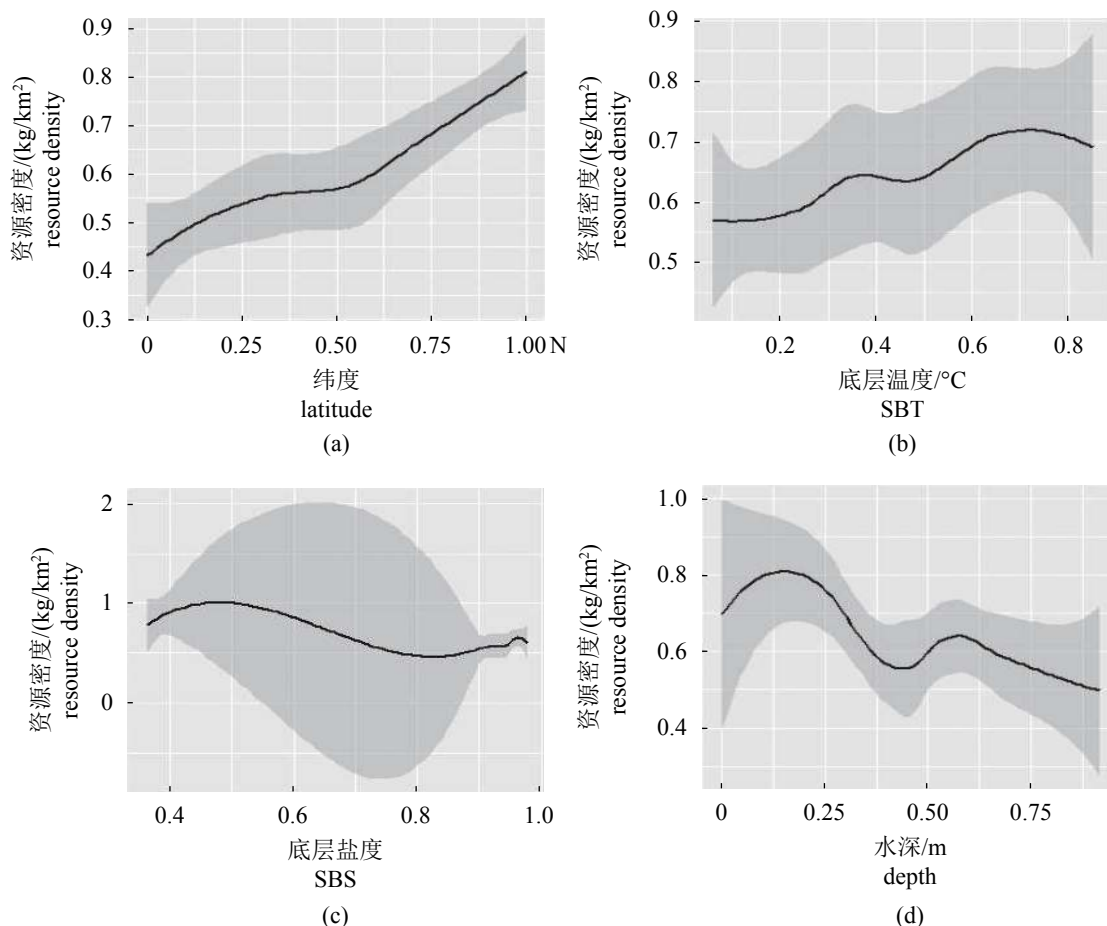 0.9
0.8
0.7
0.6
0.5
0.4
0.3
资源密度/(kg/km²)
resource density
0 0.25 0.50 0.75 1.00 N
纬度
latitude
(a)
0.9
0.8
0.7
0.6
0.5
资源密度/(kg/km²)
resource density
0.2 0.4 0.6 0.8
底层温度/°C
SBT
(b)
2
1
0
资源密度/(kg/km²)
resource density
0.4 0.6 0.8 1.0
底层盐度
SBS
(c)
1.0
0.8
0.6
0.4
资源密度/(kg/km²)
resource density
0 0.25 0.50 0.75
水深/m
depth
(d)